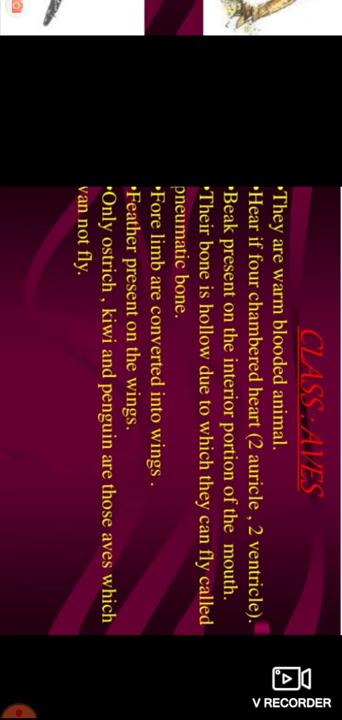 CLASS . AVES
•They are warm blooded animal.
•Hear if four chambered heart (2 auricle , 2 ventricle).
•Beak present on the interior portion of the mouth.
•Their bone is hollow due to which they can fly called
pneumatic bone.
•Fore limb are converted into wings .
•Feather present on the wings.
•Only ostrich , kiwi and penguin are those aves which
van not fly.
V RECORDER